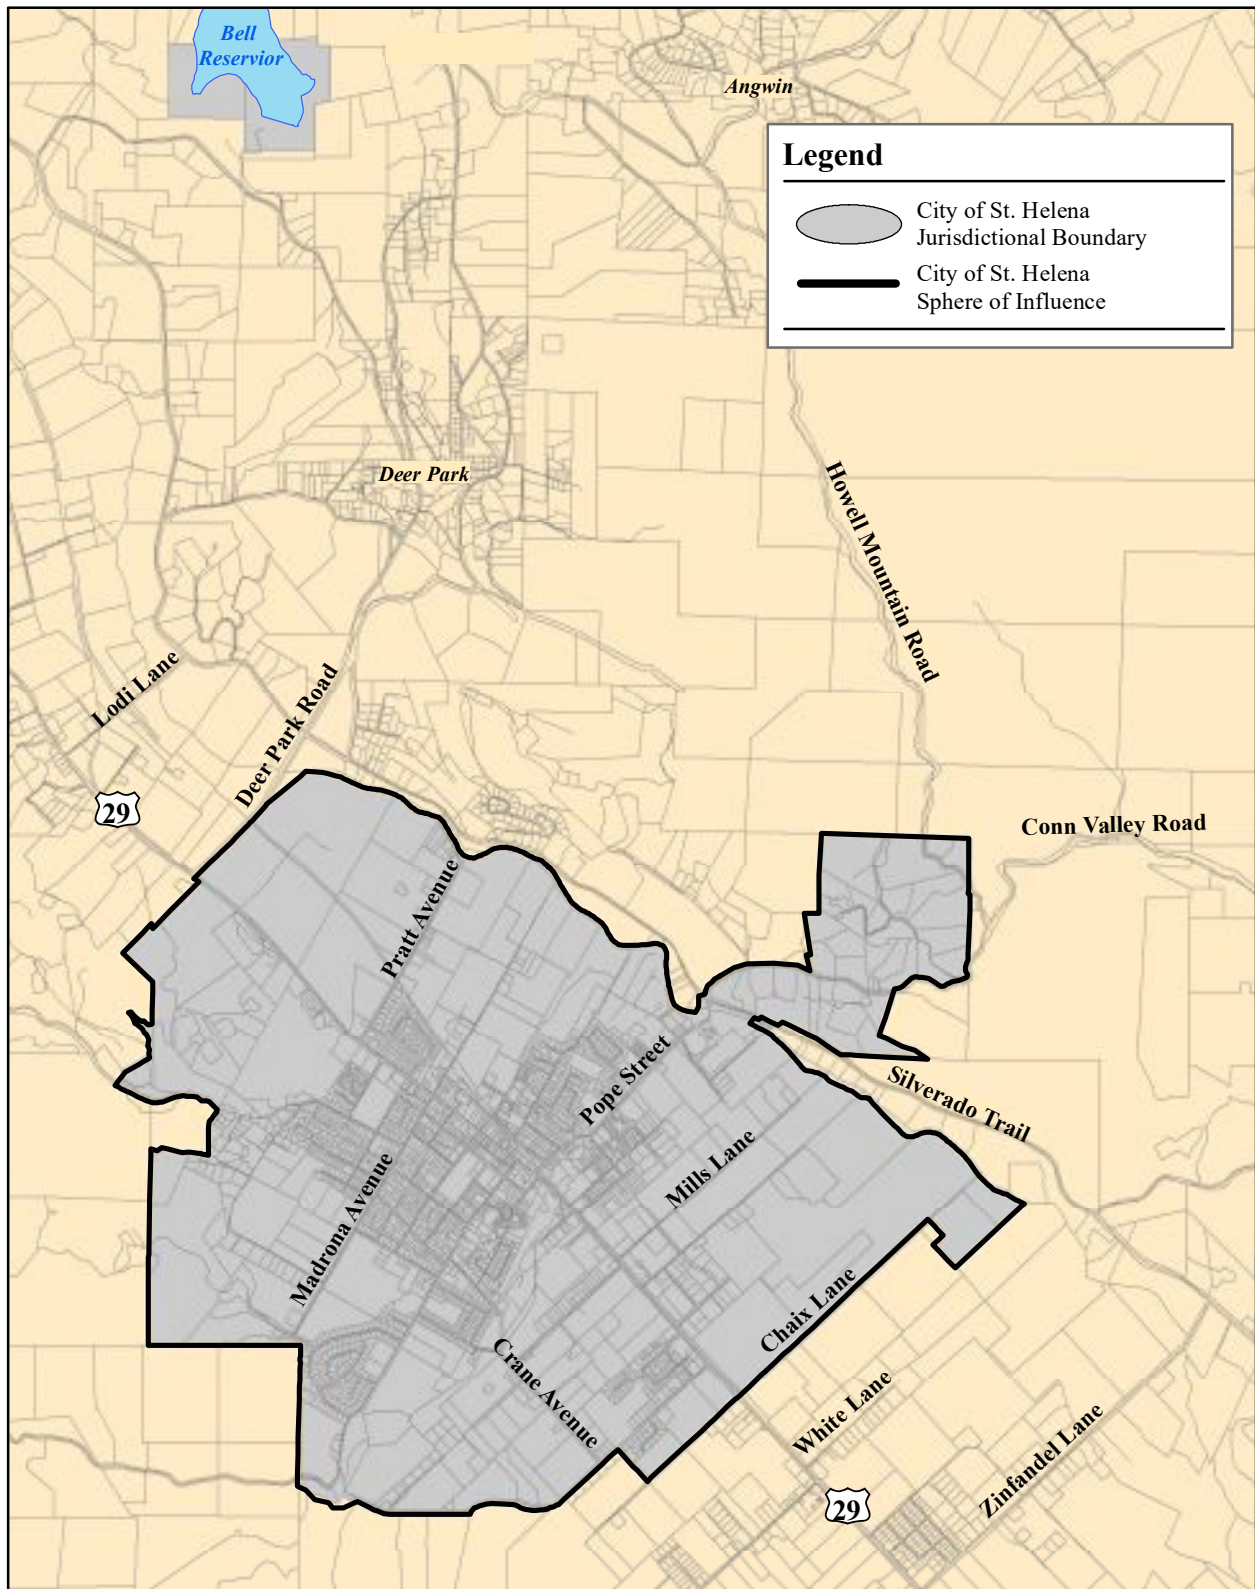 Bell
Reservior
Angwin
Legend
City of St. Helena
Jurisdictional Boundary
City of St. Helena
Sphere of Influence
Deer Park
Howell Mountain Road
Lodi Lane
Deer Park Road
29
Conn Valley Road
Pratt Avenue
Pope Street
Silverado Trail
Mills Lane
Madrona Avenue
Chaix Lane
Crane Avenue
White Lane
Zinfandel Lane
29